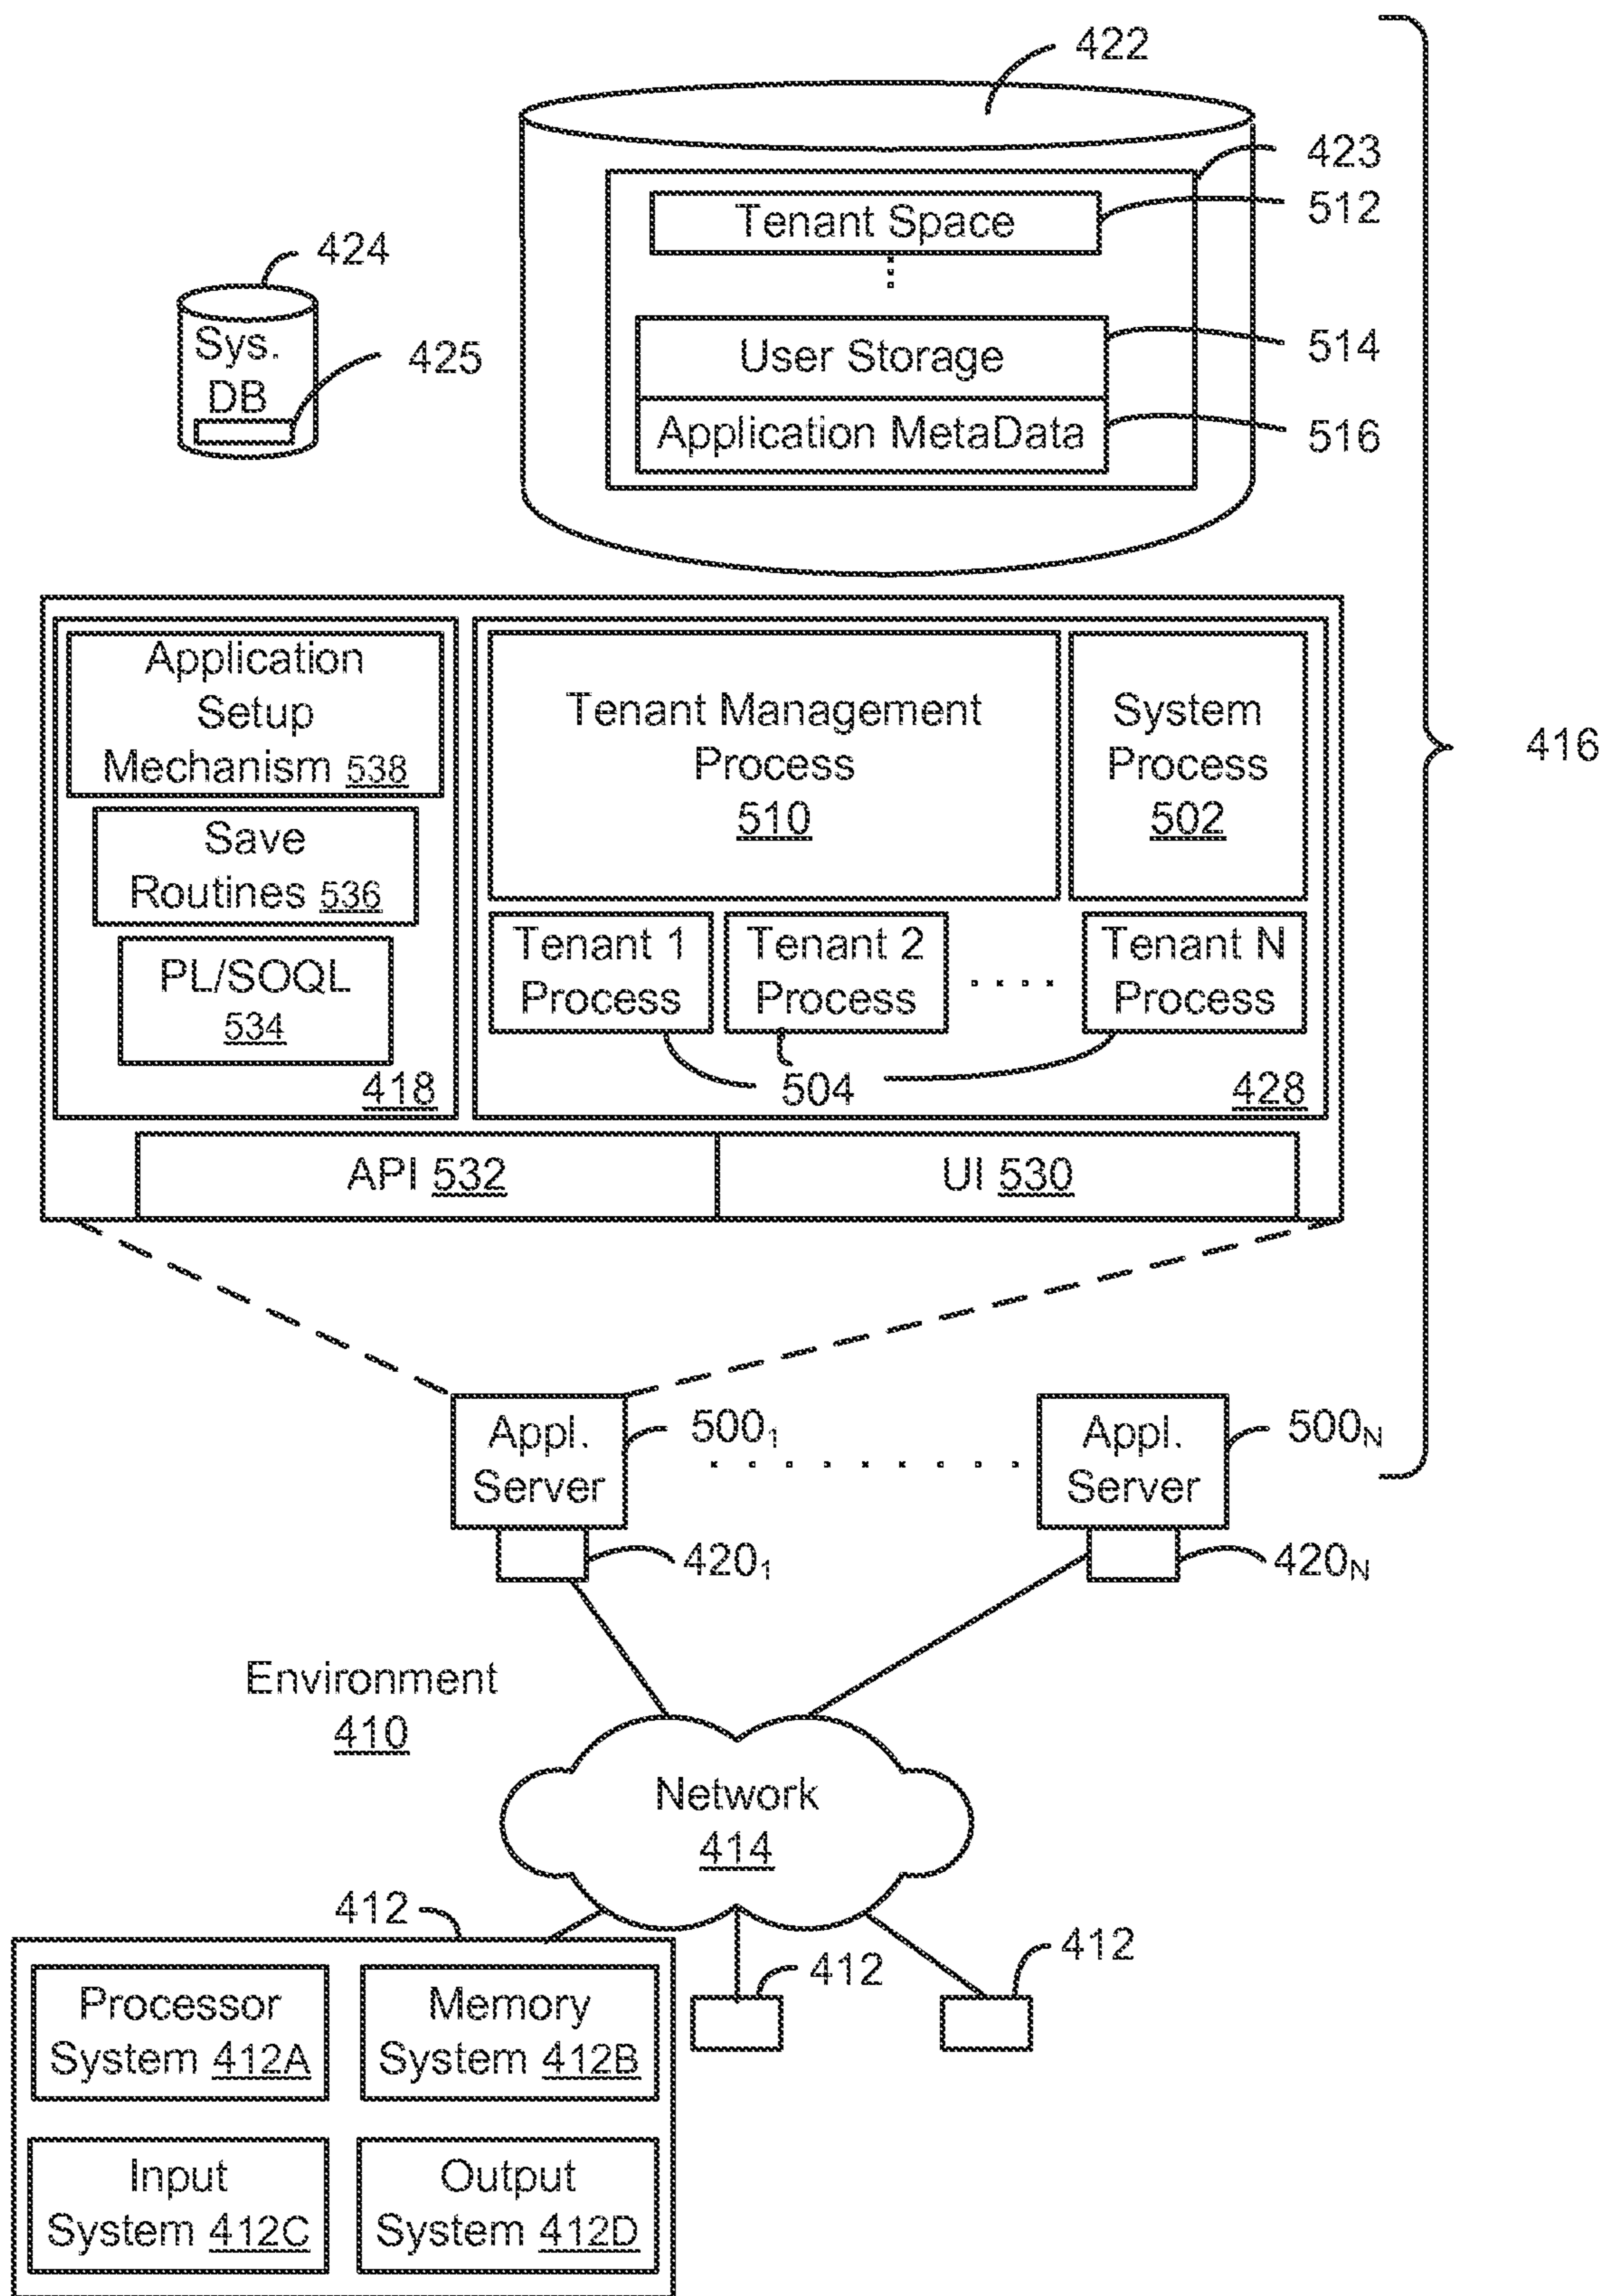 422
423
Tenant Space
512
424
Sys.
DB
425
User Storage
514
Application MetaData
516
416
Application
Setup
Mechanism 538
Save
Routines 536
PL/SOQL
534
418
Tenant Management
Process
510
System
Process
502
Tenant 1
Process
Tenant 2
Process
Tenant N
Process
504
428
API 532
UI 530
Appl.
Server
500₁
Appl.
Server
500N
420₁
420N
Environment
410
Network
414
412
412
412
Processor
System 412A
Memory
System 412B
Input
System 412C
Output
System 412D